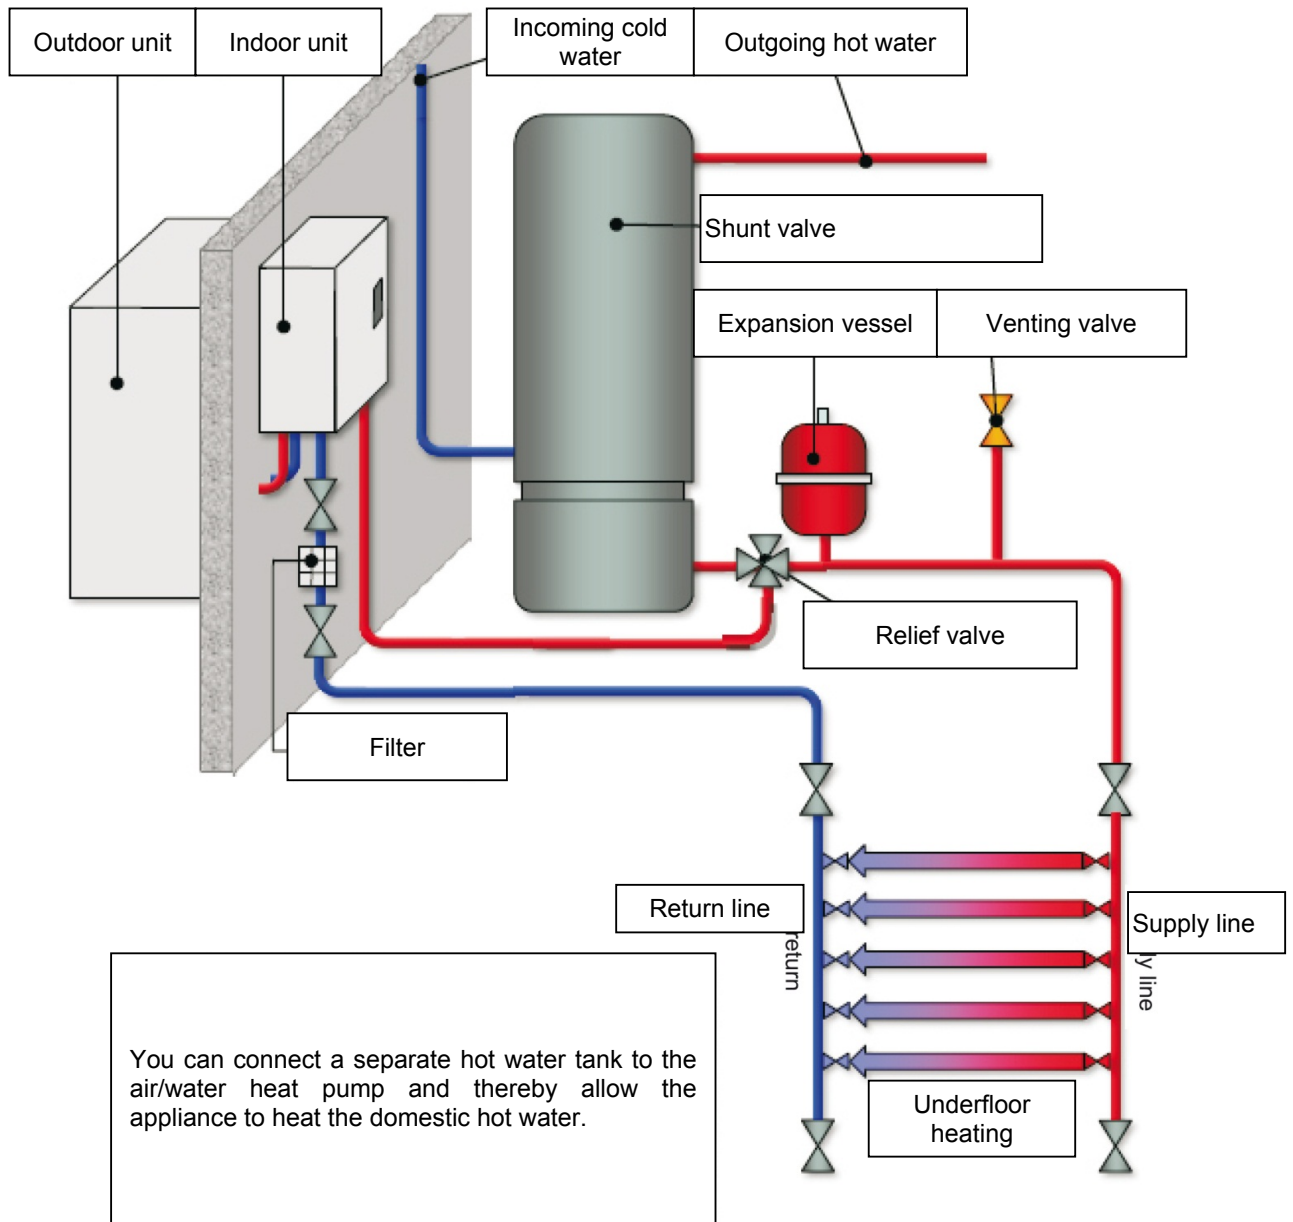 Outdoor unit
Indoor unit
Incoming cold
water
Outgoing hot water
Shunt valve
Expansion vessel
Venting valve
Relief valve
Filter
Return line
return
Supply line
ly line
Underfloor
heating
You can connect a separate hot water tank to the
air/water heat pump and thereby allow the
appliance to heat the domestic hot water.